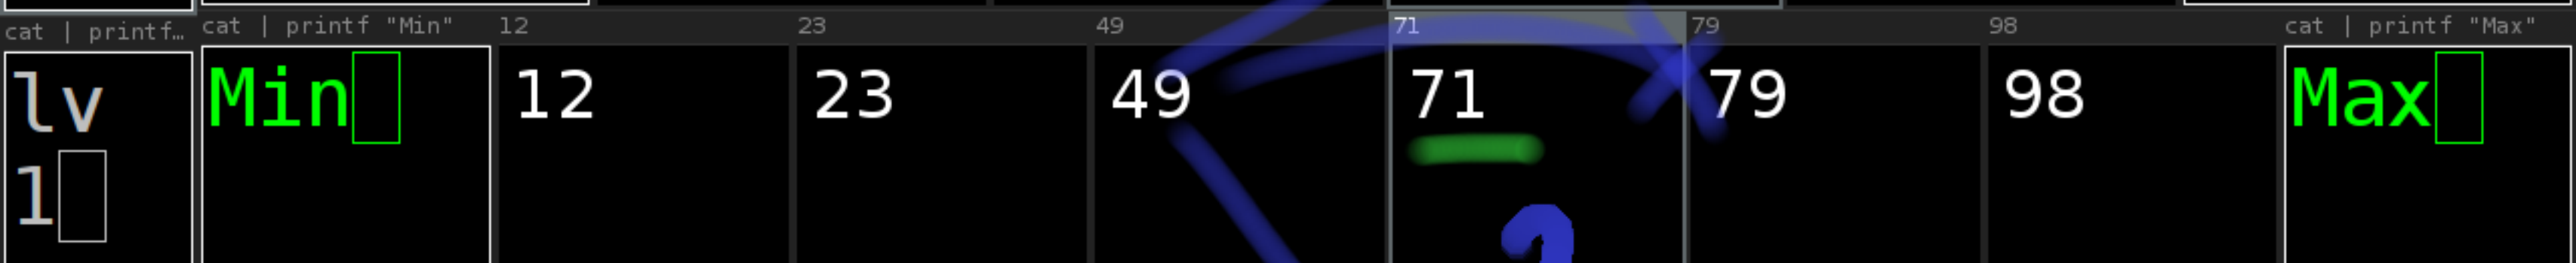 cat | printf… cat | printf "Min" 12 23 49 71 79 98 cat | printf "Max"
lv Min 12 23 49 71 79 98 Max
1
?